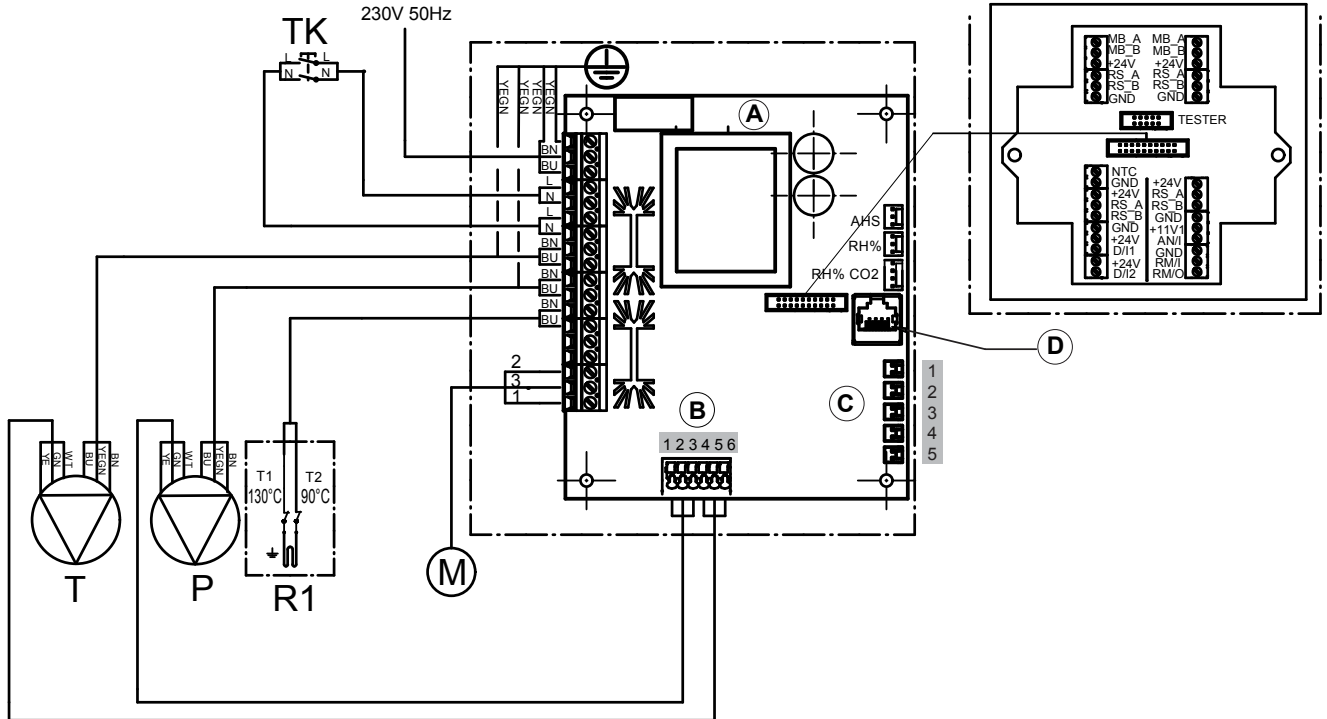 230V 50Hz
TK
L L
N N
YEGN
YEGN
YEGN
YEGN
BN
BU
L
N
L
N
BN
BU
BN
BU
BN
BU
2
3
1
A
AHS
RH%
RH% CO2
D
B
C
1 2 3 4 5 6
1
2
3
4
5
MB_A MB_A
MB_B MB_B
+24V +24V
RS_A RS_A
RS_B RS_B
GND GND
TESTER
NTC
GND
+24V
RS_A
RS_B
GND
+24V
D/I1
+24V
D/I2
+24V
RS_A
RS_B
GND
+11V1
AN/I
GND
RM/I
RM/O
YE
GN
WT
BU
YEGN
BN
YE
GN
WT
BU
YEGN
BN
T1 T2
130°C 90°C
T
P
R1
M